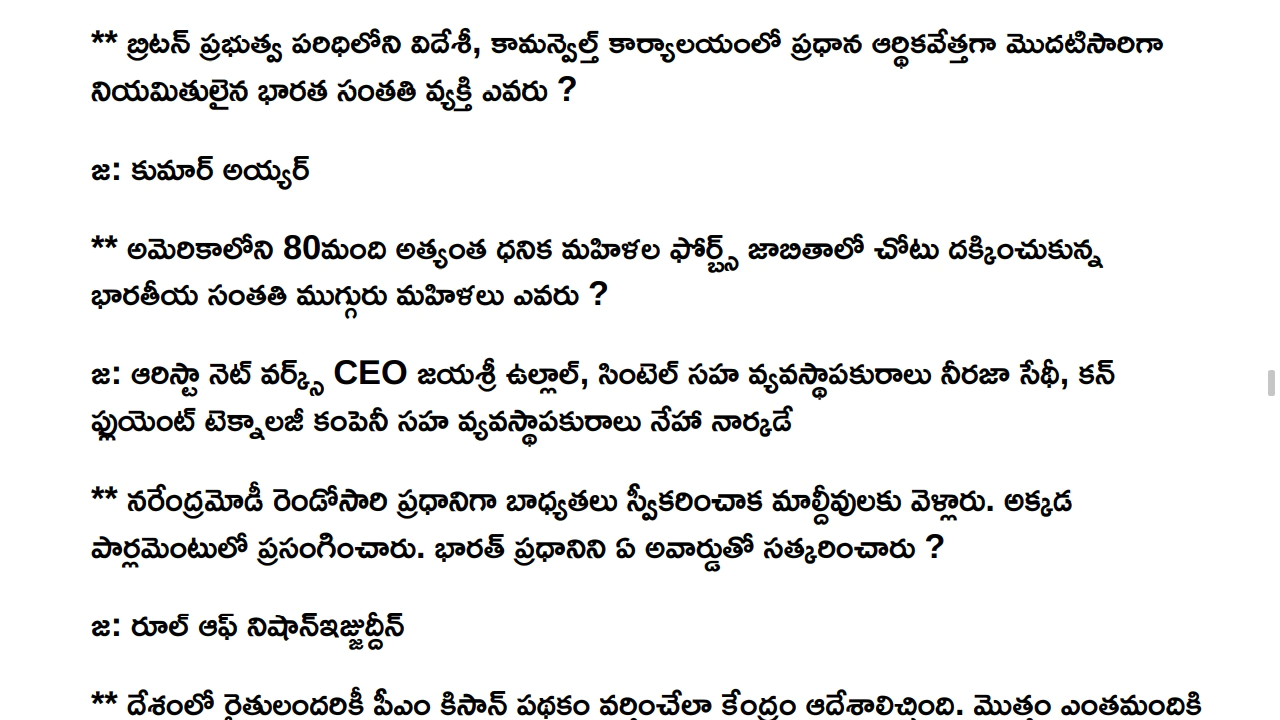 ** బ్రిటన్ ప్రభుత్వ పరిధిలోని విదేశీ, కామన్వెల్త్ కార్యాలయంలో ప్రధాన ఆర్థికవేత్తగా మొదటిసారిగా
నియమితులైన భారత సంతతి వ్యక్తి ఎవరు ?
జ: కుమార్ అయ్యర్
** అమెరికాలోని 80మంది అత్యంత ధనిక మహిళల ఫోర్బ్స్ జాబితాలో చోటు దక్కించుకున్న
భారతీయ సంతతి ముగ్గురు మహిళలు ఎవరు ?
జ: ఆరిస్టా నెట్ వర్క్స్ CEO జయశ్రీ ఉల్లాల్, సింటెల్ సహ వ్యవస్థాపకురాలు నీరజా సేథీ, కన్
ఫ్లుయెంట్ టెక్నాలజీ కంపెనీ సహ వ్యవస్థాపకురాలు నేహా నార్కడే
** నరేంద్రమోడీ రెండోసారి ప్రధానిగా బాధ్యతలు స్వీకరించాక మాల్దీవులకు వెళ్లారు. అక్కడ
పార్లమెంటులో ప్రసంగించారు. భారత్ ప్రధానిని ఏ అవార్డుతో సత్కరించారు ?
జ: రూల్ ఆఫ్ నిషాన్ఇజ్జుద్దీన్
** దేశంలో రైతులందరికీ పీఎం కిసాన్ పథకం వర్తించేలా కేంద్రం ఆదేశాలిచ్చింది. మొత్తం ఎంతమందికి